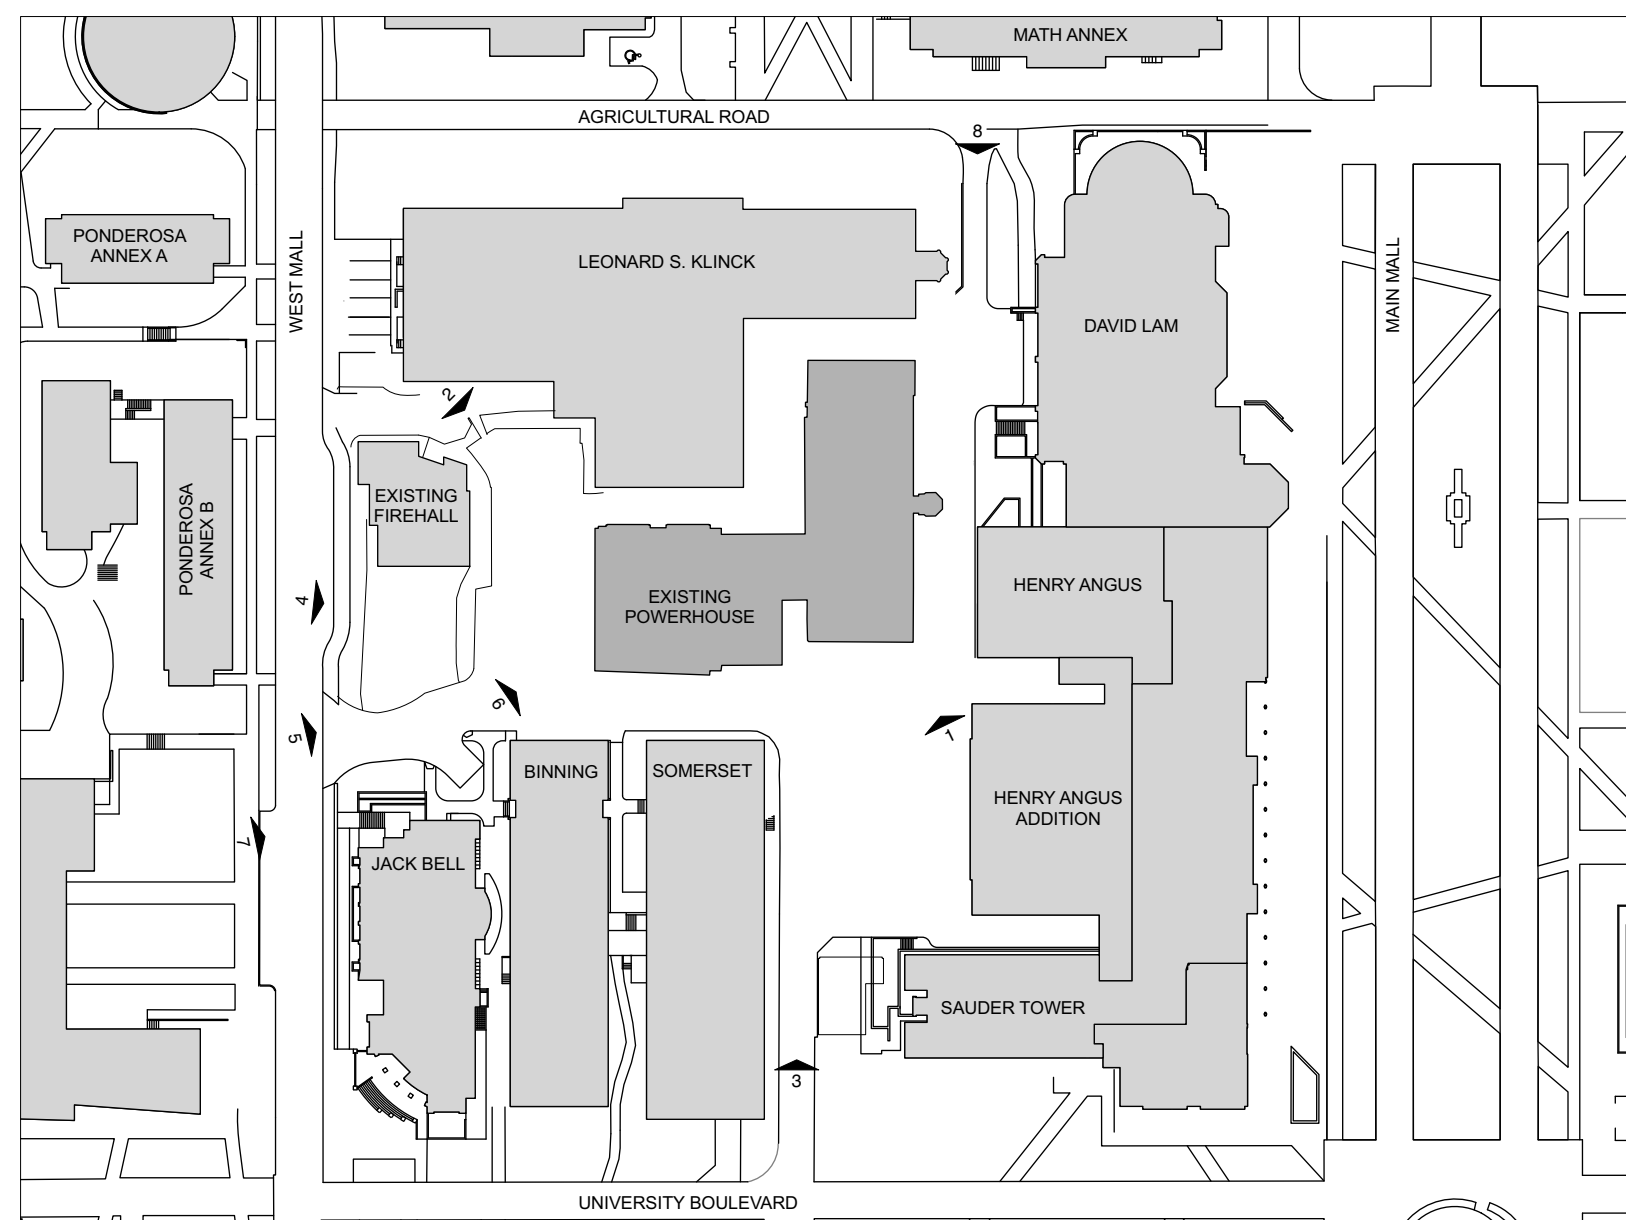 MATH ANNEX
AGRICULTURAL ROAD
8
PONDEROSA
ANNEX A
WEST MALL
LEONARD S. KLINCK
DAVID LAM
MAIN MALL
2
EXISTING
FIREHALL
PONDEROSA
ANNEX B
4
EXISTING
POWERHOUSE
HENRY ANGUS
6
5
1
BINNING
SOMERSET
HENRY ANGUS
ADDITION
7
JACK BELL
SAUDER TOWER
3
UNIVERSITY BOULEVARD